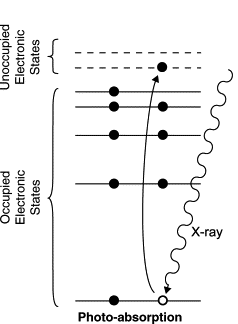 Unoccupied
Electronic
States
Occupied
Electronic
States
X-ray
Photo-absorption